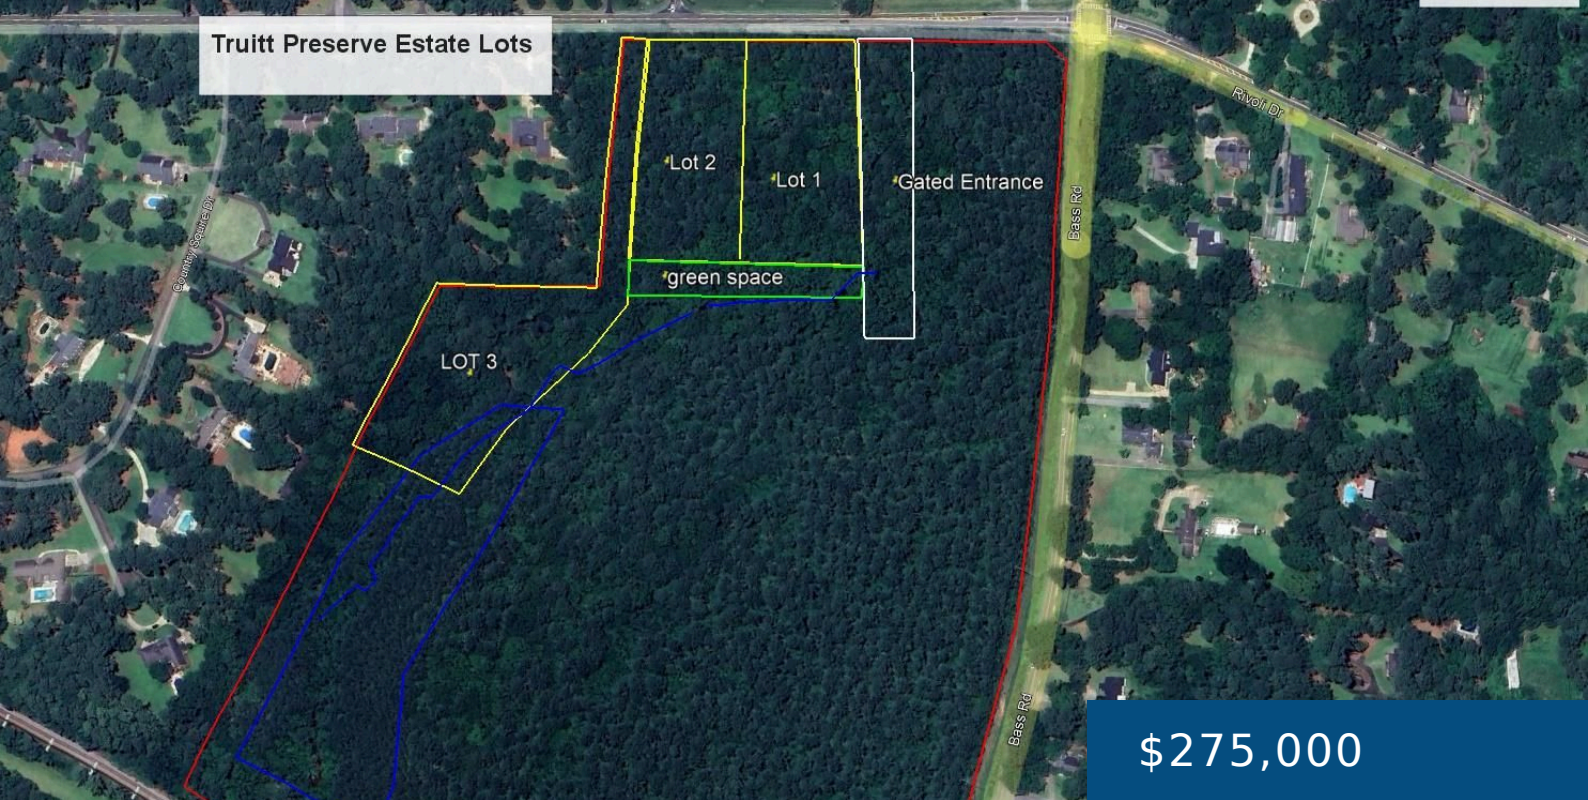 Truitt Preserve Estate Lots
Rivoli Dr
Lot 2
Lot 1
Gated Entrance
Bass Rd
Country Squire Dr
green space
LOT 3
Bass Rd
$275,000